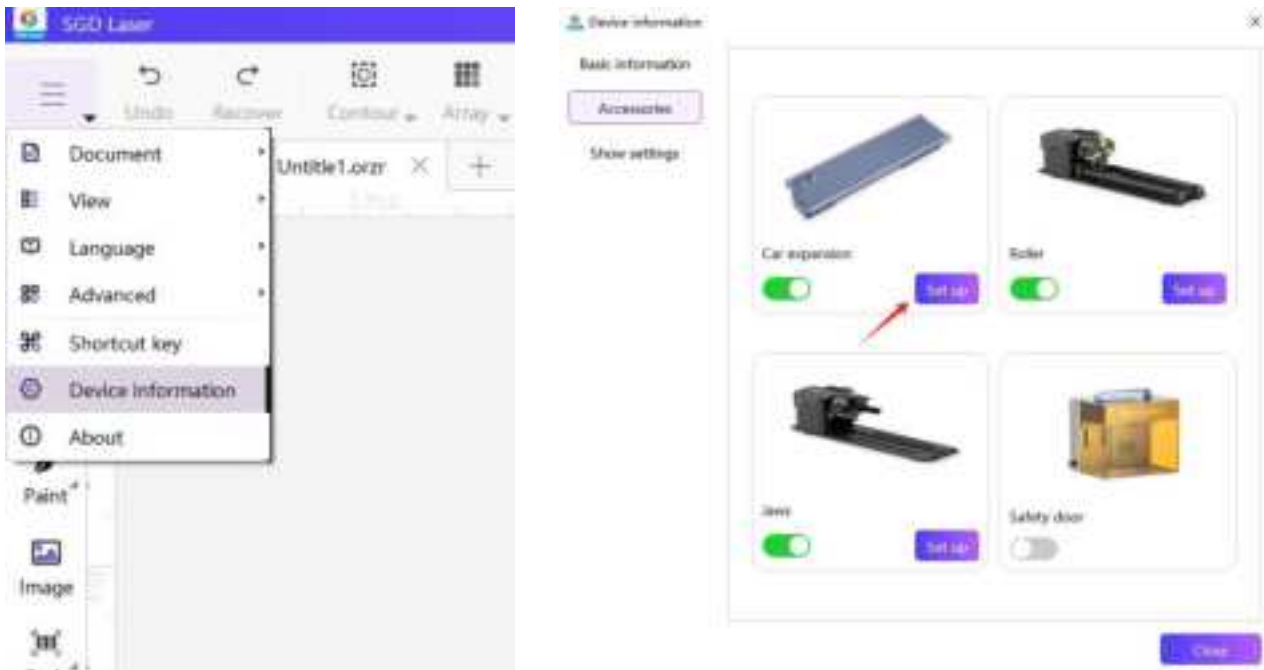 SGD Laser
Undo
Recover
Contour
Array
Document
Untitle1.orzr
View
Language
Advanced
Shortcut key
Device Information
About
Paint
Image
Device information
Basic information
Accessories
Show settings
Car expansion
Set up
Roller
Set up
Jaws
Set up
Safety door
Close